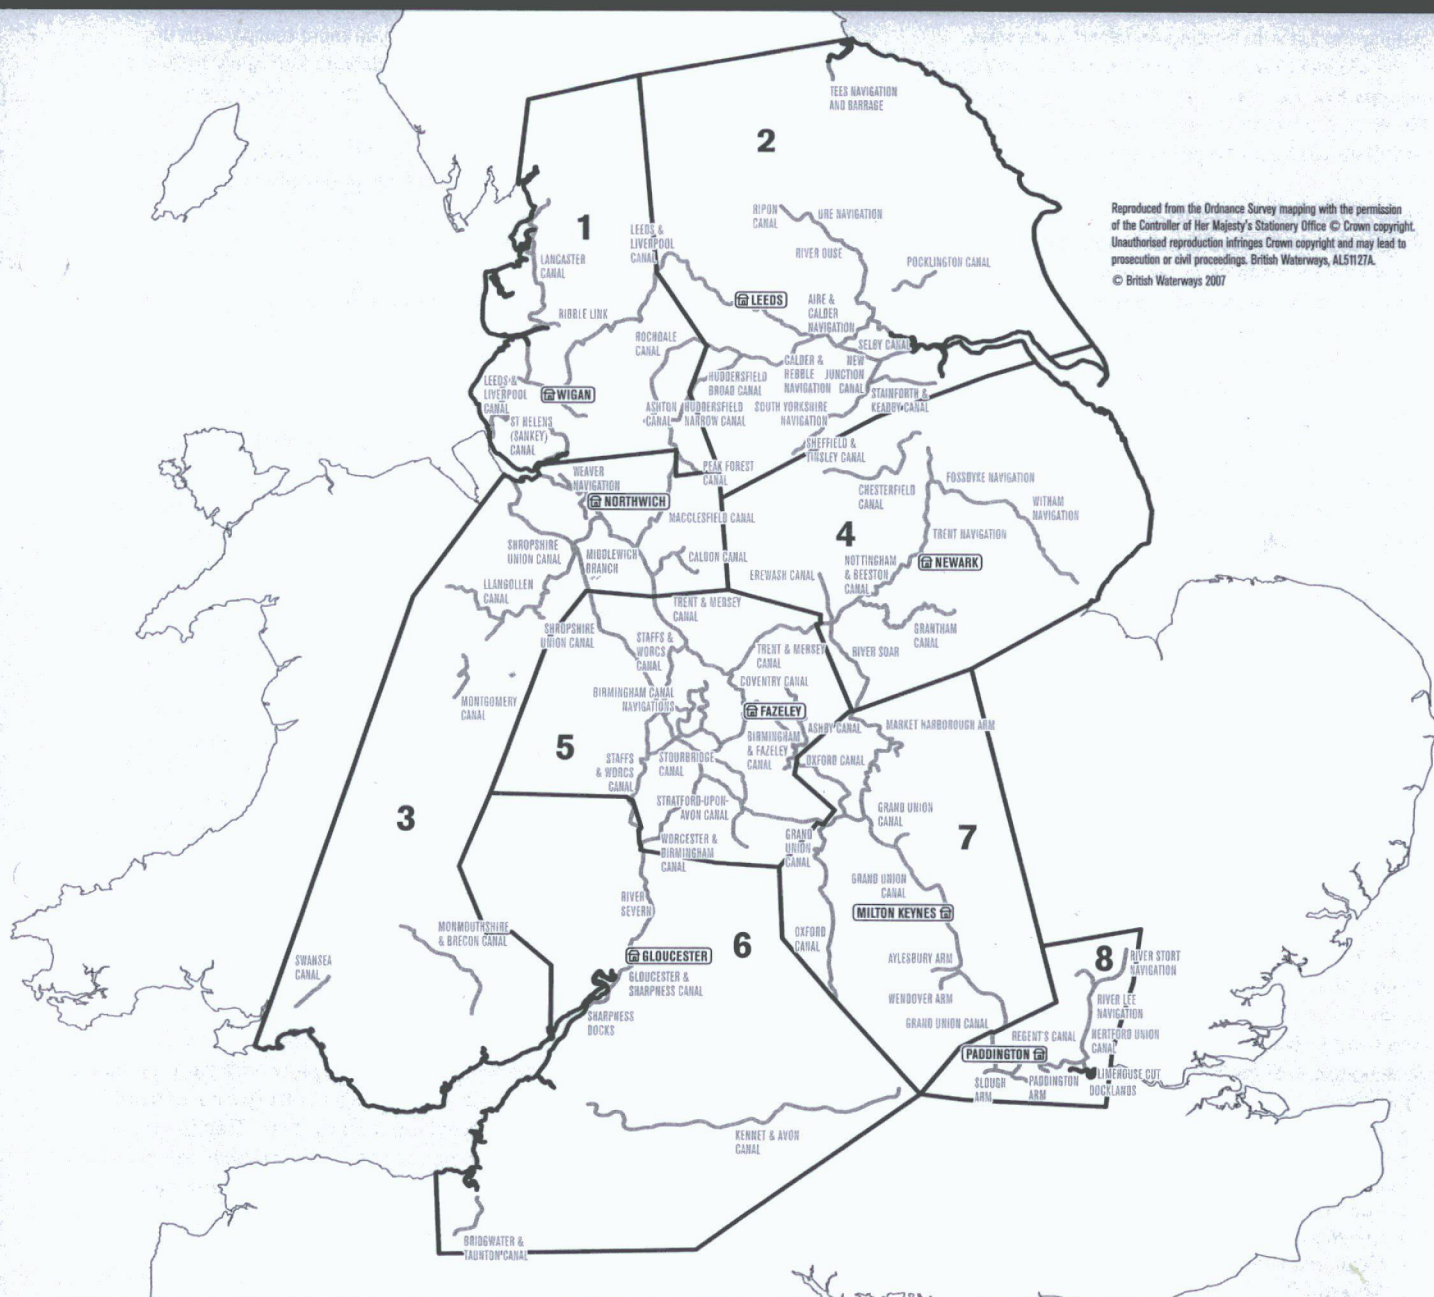 TEES NAVIGATION
AND BARRAGE
2
Reproduced from the Ordnance Survey mapping with the permission
of the Controller of Her Majesty's Stationery Office © Crown copyright.
Unauthorised reproduction infringes Crown copyright and may lead to
prosecution or civil proceedings. British Waterways, AL51127A.
© British Waterways 2007
1
RIPON
CANAL
URE NAVIGATION
RIVER OUSE
POCKLINGTON CANAL
LEEDS &
LIVERPOOL
CANAL
LANCASTER
CANAL
LEEDS
AIRE &
CALDER
NAVIGATION
RIBBLE LINK
ROCHDALE
CANAL
SELBY CANAL
CALDER &
HEBBLE
NAVIGATION
NEW
JUNCTION
CANAL
HUDDERSFIELD
BROAD CANAL
LEEDS &
LIVERPOOL
CANAL
WIGAN
STAINFORTH &
KEADBY CANAL
ASHTON
CANAL
HUDDERSFIELD
NARROW CANAL
SOUTH YORKSHIRE
NAVIGATION
ST HELENS
(SANKEY)
CANAL
SHEFFIELD &
TINSLEY CANAL
PEAK FOREST
CANAL
WEAVER
NAVIGATION
NORTHWICH
CHESTERFIELD
CANAL
FOSSDYKE NAVIGATION
WITHAM
NAVIGATION
MACCLESFIELD CANAL
4
TRENT NAVIGATION
SHROPSHIRE
UNION CANAL
MIDDLEWICH
BRANCH
CALDON CANAL
NOTTINGHAM
& BEESTON
CANAL
NEWARK
EREWASH CANAL
LLANGOLLEN
CANAL
TRENT & MERSEY
CANAL
SHROPSHIRE
UNION CANAL
STAFFS &
WORCS
CANAL
GRANTHAM
CANAL
TRENT & MERSEY
CANAL
RIVER SOAR
COVENTRY CANAL
MONTGOMERY
CANAL
BIRMINGHAM CANAL
NAVIGATIONS
FAZELEY
ASHBY CANAL
MARKET HARBOROUGH ARM
5
BIRMINGHAM
& FAZELEY
CANAL
STAFFS
& WORCS
CANAL
STOURBRIDGE
CANAL
OXFORD CANAL
3
STRATFORD-UPON-
AVON CANAL
GRAND UNION
CANAL
7
WORCESTER &
BIRMINGHAM
CANAL
GRAND
UNION
CANAL
GRAND UNION
CANAL
RIVER
SEVERN
MILTON KEYNES
MONMOUTHSHIRE
& BRECON CANAL
6
OXFORD
CANAL
GLOUCESTER
SWANSEA
CANAL
GLOUCESTER &
SHARPNESS CANAL
AYLESBURY ARM
8
RIVER STORT
NAVIGATION
SHARPNESS
DOCKS
WENDOVER ARM
RIVER LEE
NAVIGATION
GRAND UNION CANAL
REGENT'S CANAL
HERTFORD UNION
CANAL
PADDINGTON
LIMEHOUSE CUT
SLOUGH
ARM
PADDINGTON
ARM
DOCKLANDS
KENNET & AVON
CANAL
BRIDGWATER &
TAUNTON CANAL